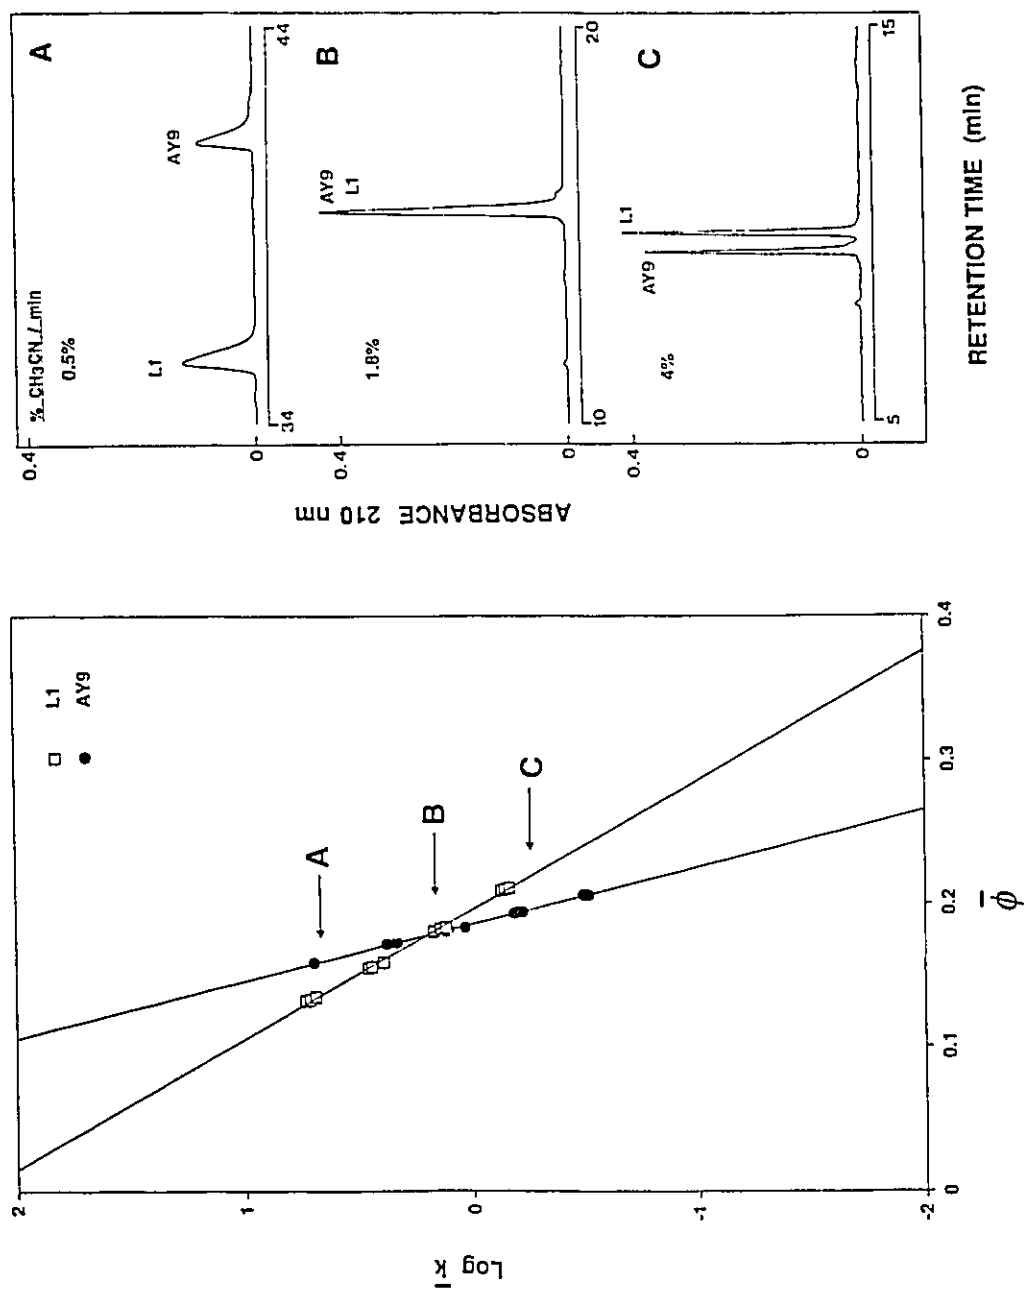 2
1
0
-1
-2
Log k̅
0
0.1
0.2
0.3
0.4
ϕ̅
□ L1
● AY9
A
B
C
ABSORBANCE 210 nm
0.4
0
0.4
0
0.4
0
% CH₃CN / min
0.5%
L1
AY9
A
34
44
1.8%
AY9
L1
B
10
20
4%
AY9
L1
C
5
15
RETENTION TIME (min)